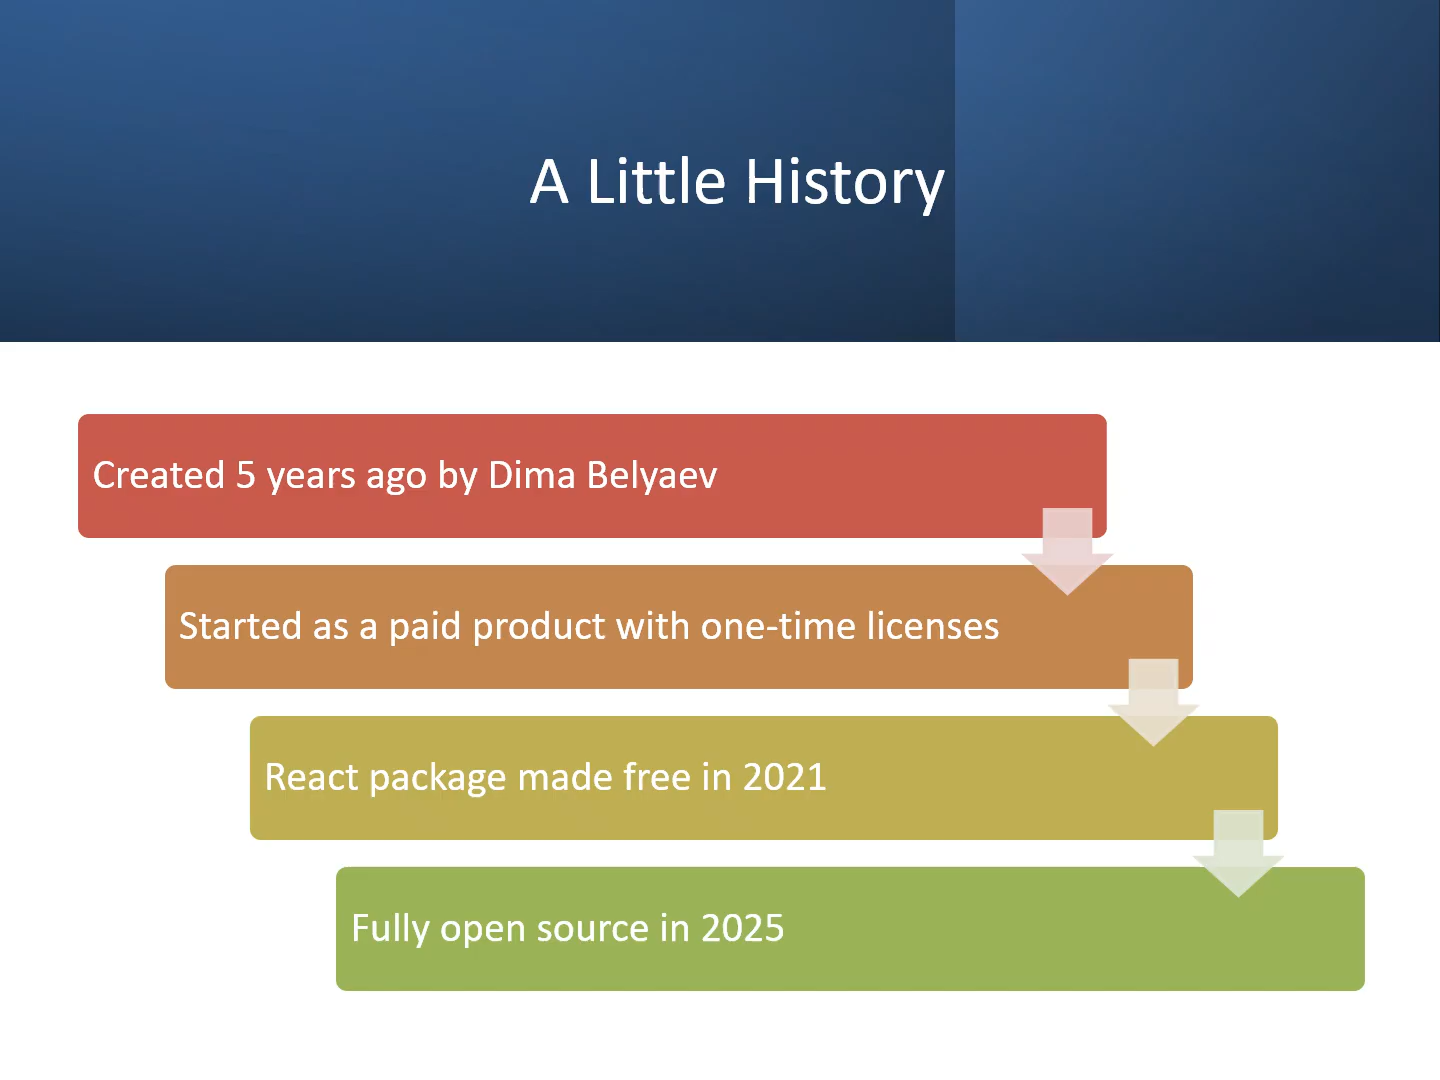 A Little History
Created 5 years ago by Dima Belyaev
Started as a paid product with one-time licenses
React package made free in 2021
Fully open source in 2025